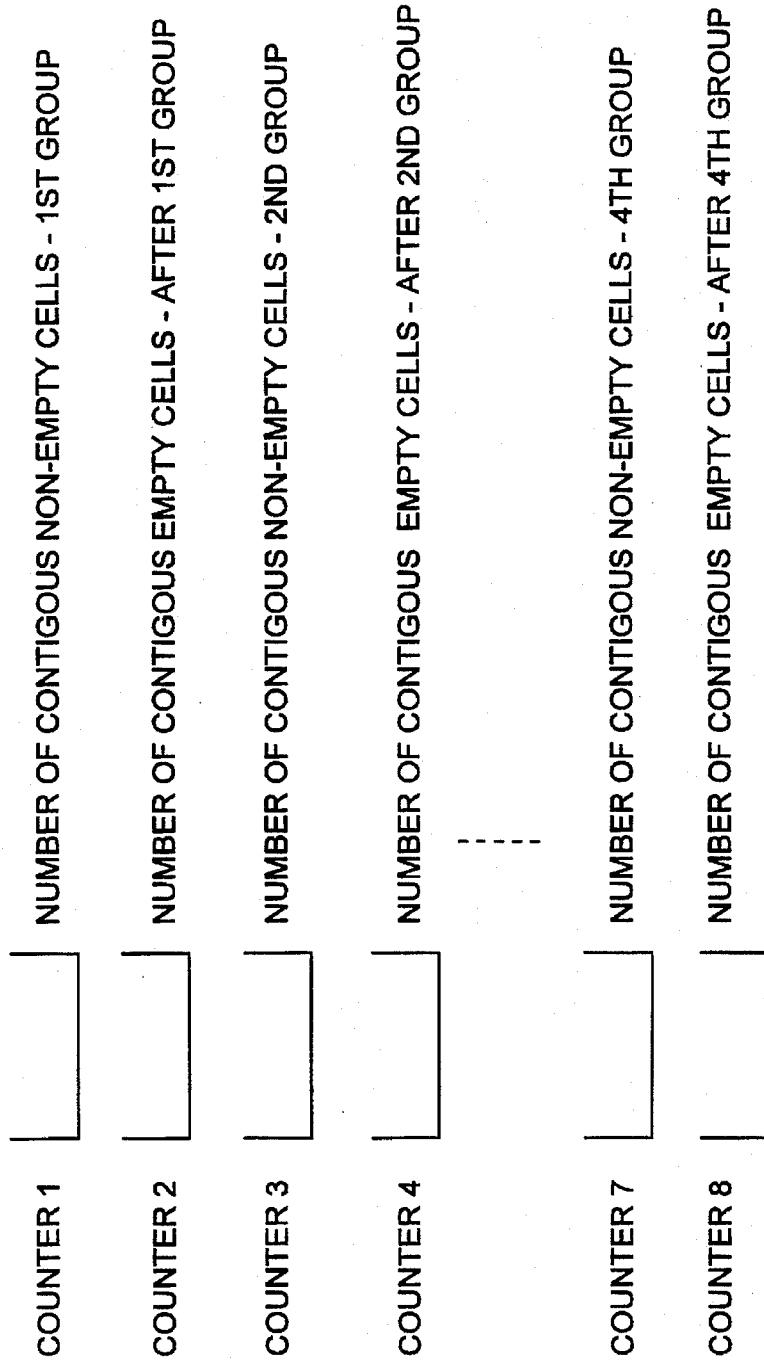 COUNTER 1 NUMBER OF CONTIGOUS NON-EMPTY CELLS - 1ST GROUP
COUNTER 2 NUMBER OF CONTIGOUS EMPTY CELLS - AFTER 1ST GROUP
COUNTER 3 NUMBER OF CONTIGOUS NON-EMPTY CELLS - 2ND GROUP
COUNTER 4 NUMBER OF CONTIGOUS EMPTY CELLS - AFTER 2ND GROUP
COUNTER 7 NUMBER OF CONTIGOUS NON-EMPTY CELLS - 4TH GROUP
COUNTER 8 NUMBER OF CONTIGOUS EMPTY CELLS - AFTER 4TH GROUP